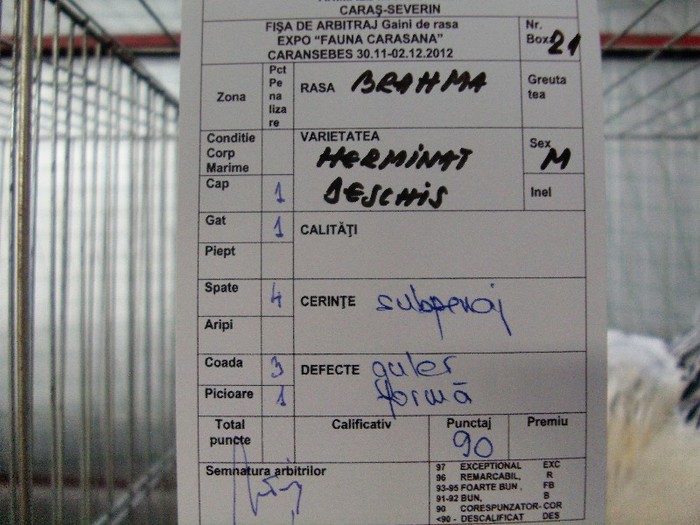 CARAŞ-SEVERIN
FIŞA DE ARBITRAJ Gaini de rasa
EXPO “FAUNA CARASANA”
CARANSEBES 30.11-02.12.2012
Nr.
Box 21
Zona
Pct
Pe
na
liza
re
RASA BRAHMA
Greuta
tea
Conditie
Corp
Marime
VARIETATEA
HERMINAT
DESCHIS
Sex
M
Cap 1
Inel
Gat 1
CALITĂŢI
Piept
Spate 4
CERINŢE subpenaj
Aripi
Coada 3
DEFECTE guler
formă
Picioare 1
Total
puncte
Calificativ
Punctaj
90
Premiu
Semnatura arbitrilor
97 EXCEPTIONAL EXC
96 REMARCABIL, R
93-95 FOARTE BUN, FB
91-92 BUN, B
90 CORESPUNZATOR- COR
<90 - DESCALIFICAT DES